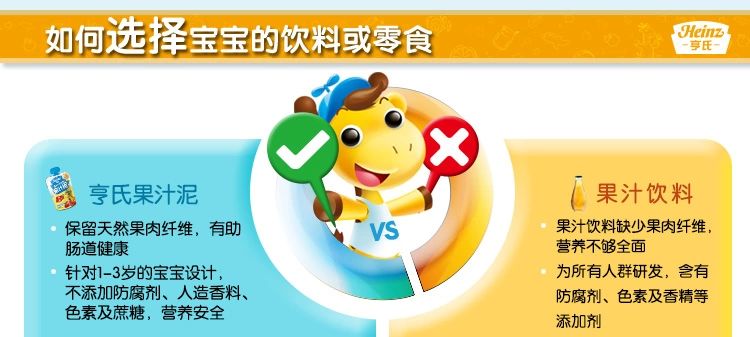 如何选择宝宝的饮料或零食
Heinz
亨氏
亨氏果汁泥
• 保留天然果肉纤维，有助
肠道健康
• 针对1-3岁的宝宝设计，
不添加防腐剂、人造香料、
色素及蔗糖，营养安全
VS
果汁饮料
• 果汁饮料缺少果肉纤维，
营养不够全面
• 为所有人群研发，含有
防腐剂、色素及香精等
添加剂